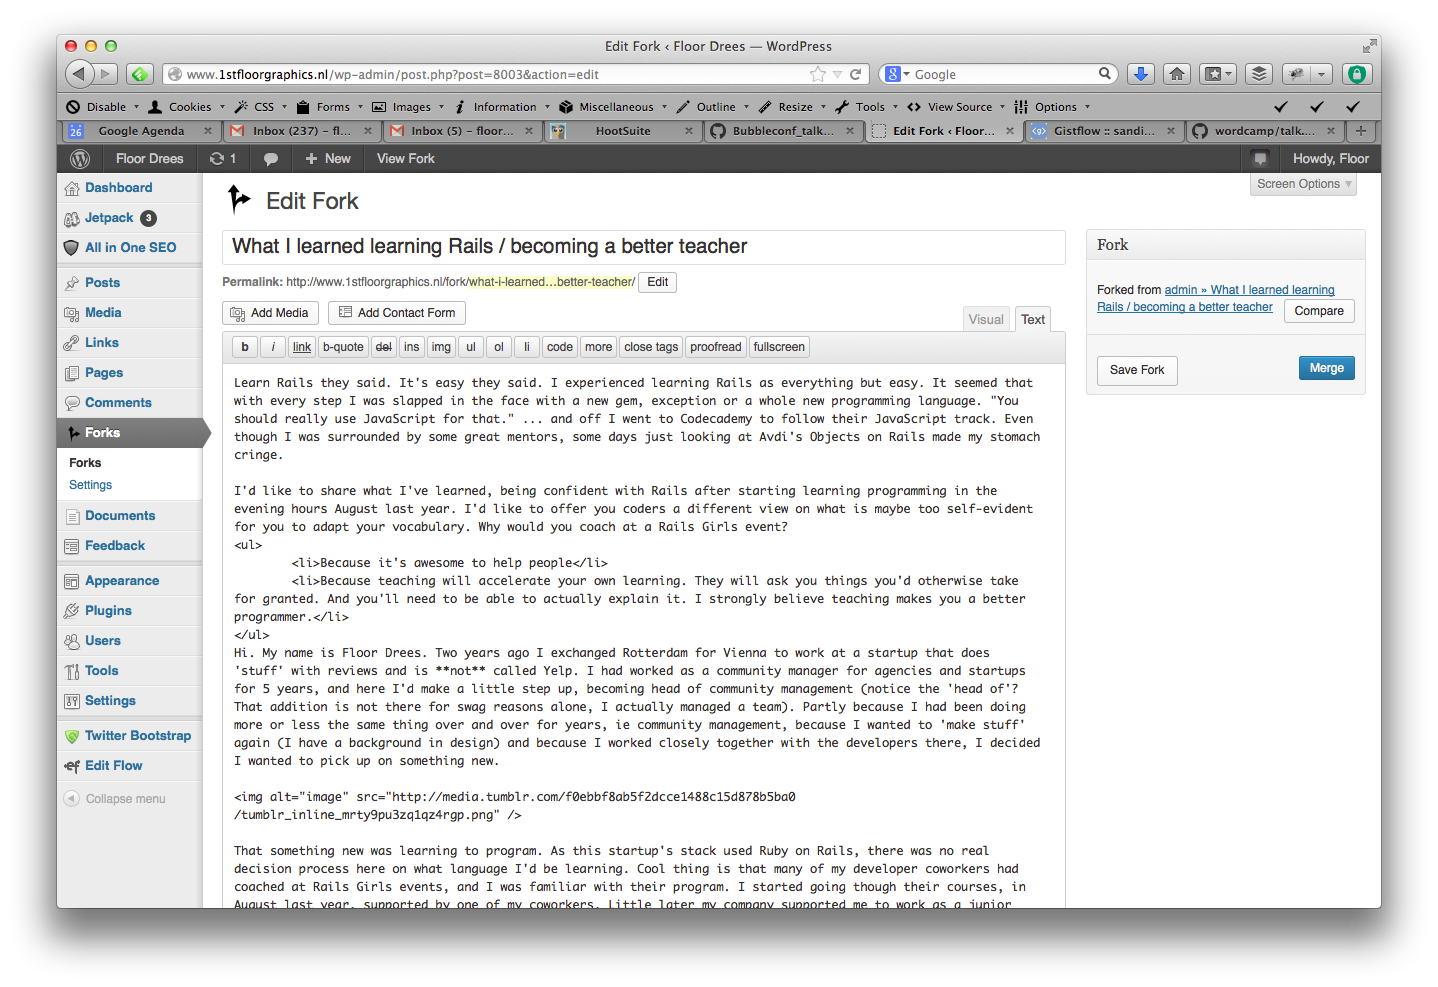 Edit Fork ‹ Floor Drees — WordPress
www.1stfloorgraphics.nl/wp-admin/post.php?post=8003&action=edit
Google
Disable Cookies CSS Forms Images Information Miscellaneous Outline Resize Tools View Source Options
26 Google Agenda Inbox (237) – fl... Inbox (5) – floor... HootSuite Bubbleconf_talk... Edit Fork ‹ Floor... Gistflow :: sandi... wordcamp/talk....
Floor Drees 1 + New View Fork Howdy, Floor
Screen Options
Dashboard
Jetpack 3
All in One SEO
Posts
Media
Links
Pages
Comments
Forks
Forks
Settings
Documents
Feedback
Appearance
Plugins
Users
Tools
Settings
Twitter Bootstrap
ef Edit Flow
Collapse menu
Edit Fork
What I learned learning Rails / becoming a better teacher
Permalink: http://www.1stfloorgraphics.nl/fork/what-i-learned…better-teacher/ Edit
Add Media Add Contact Form
Visual Text
b i link b-quote del ins img ul ol li code more close tags proofread fullscreen
Learn Rails they said. It's easy they said. I experienced learning Rails as everything but easy. It seemed that
with every step I was slapped in the face with a new gem, exception or a whole new programming language. "You
should really use JavaScript for that." ... and off I went to Codecademy to follow their JavaScript track. Even
though I was surrounded by some great mentors, some days just looking at Avdi's Objects on Rails made my stomach
cringe.
I'd like to share what I've learned, being confident with Rails after starting learning programming in the
evening hours August last year. I'd like to offer you coders a different view on what is maybe too self-evident
for you to adapt your vocabulary. Why would you coach at a Rails Girls event?
<ul>
<li>Because it's awesome to help people</li>
<li>Because teaching will accelerate your own learning. They will ask you things you'd otherwise take
for granted. And you'll need to be able to actually explain it. I strongly believe teaching makes you a better
programmer.</li>
</ul>
Hi. My name is Floor Drees. Two years ago I exchanged Rotterdam for Vienna to work at a startup that does
'stuff' with reviews and is **not** called Yelp. I had worked as a community manager for agencies and startups
for 5 years, and here I'd make a little step up, becoming head of community management (notice the 'head of'?
That addition is not there for swag reasons alone, I actually managed a team). Partly because I had been doing
more or less the same thing over and over for years, ie community management, because I wanted to 'make stuff'
again (I have a background in design) and because I worked closely together with the developers there, I decided
I wanted to pick up on something new.
<img alt="image" src="http://media.tumblr.com/f0ebbf8ab5f2dcce1488c15d878b5ba0
/tumblr_inline_mrty9pu3zq1qz4rgp.png" />
That something new was learning to program. As this startup's stack used Ruby on Rails, there was no real
decision process here on what language I'd be learning. Cool thing is that many of my developer coworkers had
coached at Rails Girls events, and I was familiar with their program. I started going though their courses, in
August last year, supported by one of my coworkers. Little later my company supported me to work as a junior
Fork
Forked from admin » What I learned learning
Rails / becoming a better teacher Compare
Save Fork Merge